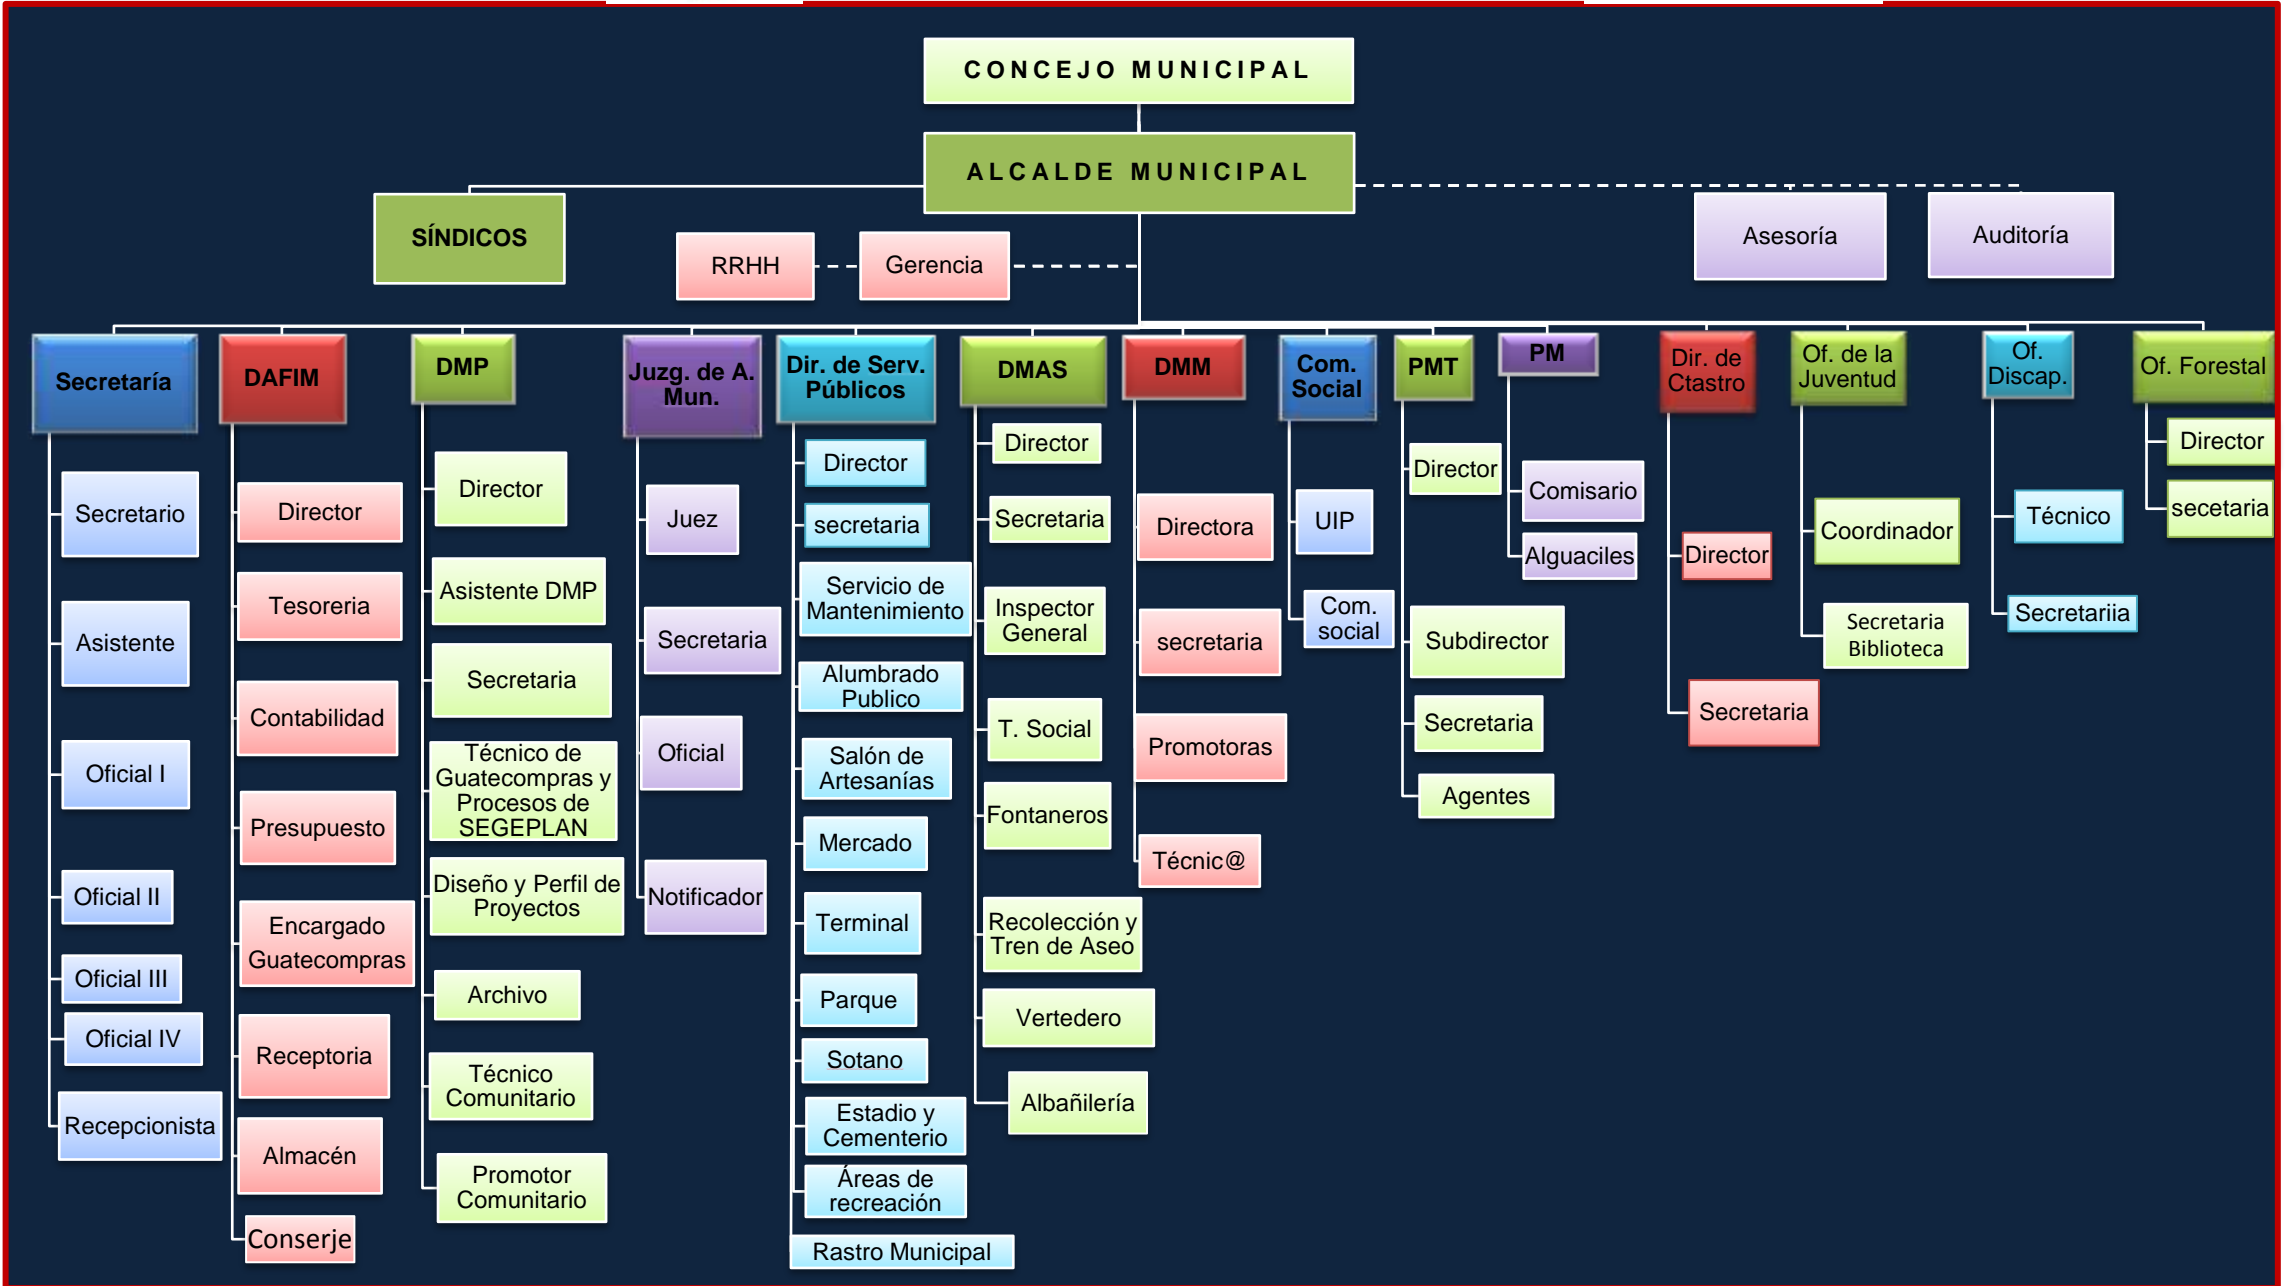 CONCEJO MUNICIPAL
ALCALDE MUNICIPAL
SÍNDICOS
RRHH
Gerencia
Asesoría
Auditoría
Secretaría
Secretario
Asistente
Oficial I
Oficial II
Oficial III
Oficial IV
Recepcionista
DAFIM
Director
Tesoreria
Contabilidad
Presupuesto
Encargado
Guatecompras
Receptoria
Almacén
Conserje
DMP
Director
Asistente DMP
Secretaria
Técnico de
Guatecompras y
Procesos de
SEGEPLAN
Diseño y Perfil de
Proyectos
Archivo
Técnico
Comunitario
Promotor
Comunitario
Juzg. de A.
Mun.
Juez
Secretaria
Oficial
Notificador
Dir. de Serv.
Públicos
Director
secretaria
Servicio de
Mantenimiento
Alumbrado
Publico
Salón de
Artesanías
Mercado
Terminal
Parque
Sotano
Estadio y
Cementerio
Áreas de
recreación
Rastro Municipal
DMAS
Director
Secretaria
Inspector
General
T. Social
Fontaneros
Recolección y
Tren de Aseo
Vertedero
Albañilería
DMM
Directora
secretaria
Promotoras
Técnic@
Com.
Social
UIP
Com.
social
PMT
Director
Subdirector
Secretaria
Agentes
PM
Comisario
Alguaciles
Dir. de
Ctastro
Director
Secretaria
Of. de la
Juventud
Coordinador
Secretaria
Biblioteca
Of.
Discap.
Técnico
Secretariia
Of. Forestal
Director
secetaria